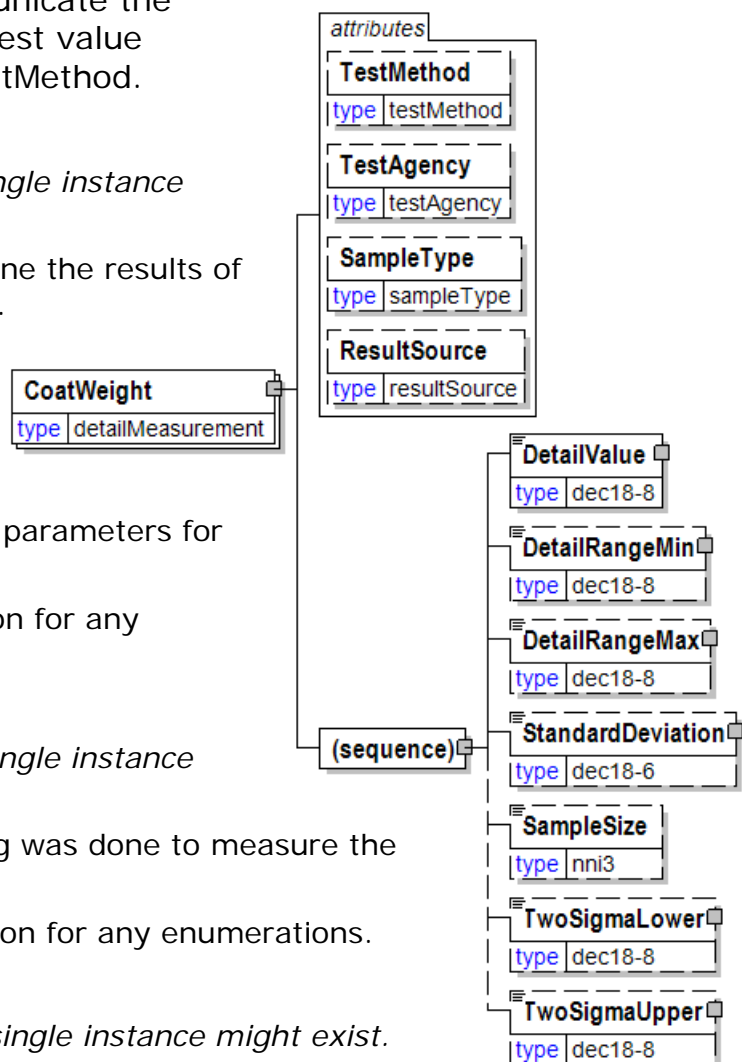 unicate the
est value
tMethod.
ngle instance
ne the results of
.
parameters for
on for any
ngle instance
g was done to measure the
on for any enumerations.
single instance might exist.
attributes
TestMethod
type testMethod
TestAgency
type testAgency
SampleType
type sampleType
ResultSource
type resultSource
CoatWeight
type detailMeasurement
(sequence)
DetailValue
type dec18-8
DetailRangeMin
type dec18-8
DetailRangeMax
type dec18-8
StandardDeviation
type dec18-6
SampleSize
type nni3
TwoSigmaLower
type dec18-8
TwoSigmaUpper
type dec18-8